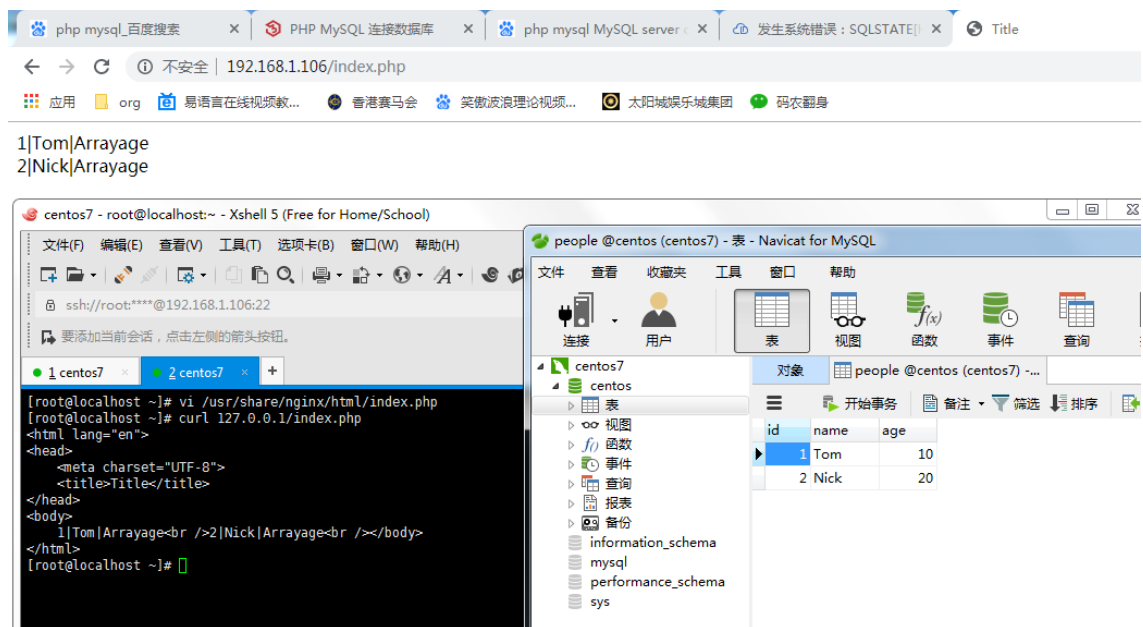 php mysql_百度搜索 PHP MySQL 连接数据库 php mysql MySQL server 发生系统错误：SQLSTATE[ Title
不安全 | 192.168.1.106/index.php
应用 org 易语言在线视频教... 香港赛马会 笑傲波浪理论视频... 太阳城娱乐城集团 码农翻身
1|Tom|Arrayage
2|Nick|Arrayage
centos7 - root@localhost:~ - Xshell 5 (Free for Home/School)
文件(F) 编辑(E) 查看(V) 工具(T) 选项卡(B) 窗口(W) 帮助(H)
ssh://root:****@192.168.1.106:22
要添加当前会话，点击左侧的箭头按钮。
1 centos7 2 centos7
[root@localhost ~]# vi /usr/share/nginx/html/index.php
[root@localhost ~]# curl 127.0.0.1/index.php
<html lang="en">
<head>
<meta charset="UTF-8">
<title>Title</title>
</head>
<body>
1|Tom|Arrayage<br />2|Nick|Arrayage<br /></body>
</html>
[root@localhost ~]#
people @centos (centos7) - 表 - Navicat for MySQL
文件 查看 收藏夹 工具 窗口 帮助
f(x)
连接 用户 表 视图 函数 事件 查询
centos7
centos
表
视图
f() 函数
事件
查询
报表
备份
information_schema
mysql
performance_schema
sys
对象 people @centos (centos7) -...
开始事务 备注 筛选 排序
id name age
1 Tom 10
2 Nick 20